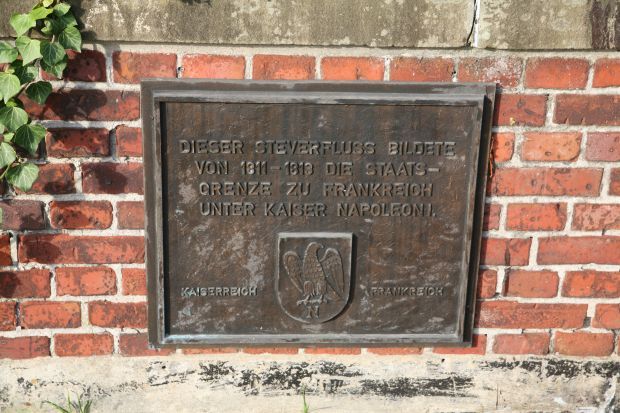 DIESER STEVERFLUSS BILDETE
VON 1811-1813 DIE STAATS-
GRENZE ZU FRANKREICH
UNTER KAISER NAPOLEON I.
KAISERREICH FRANKREICH
N